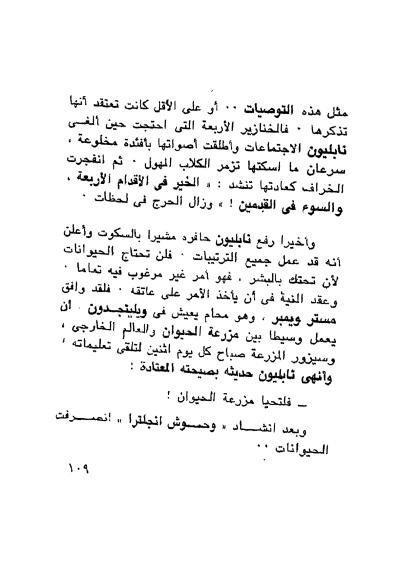 مثل هذه التوصيات ٠٠ أو على الأقل كانت تعتقد أنها
تذكرها ٠ فالخنازير الأربعة التى احتجت حين ألغـى
نابليون الاجتماعات وأطلقت أصواتها بأفئدة مخلوعة ،
سرعان ما اسكتها تزمر الكلاب المهول ٠ ثم انفجرت
الخراف كعادتها تنشد : « الخير فى الأقدام الأربعة ،
والسوء فى القدمين ! » وزال الحرج فى لحظات ٠
وأخيرا رفع نابليون حافره مشيرا بالسكوت وأعلن
أنه قد عمل جميع الترتيبات ٠ فلن تحتاج الحيوانات
لأن تحتك بالبشر ، فهو أمر غير مرغوب فيه تماما ٠
وعقد النية فى أن يأخذ الأمر على عاتقه ٠ فلقد وافق
مستر ويمبر ، وهو محام يعيش فى ويلينجدون ٠ أن
يعمل وسيطا بين مزرعة الحيوان والعالم الخارجي ،
وسيزور المزرعة صباح كل يوم اثنين لتلقى تعليماته ،
وأنهى نابليون حديثه بصيحته المعتادة :
ـ فلتحيا مزرعة الحيوان !
وبعد انشـــاد « وحـــوش انجلترا » انصـرفت
الحيوانات ٠٠
١٠٩